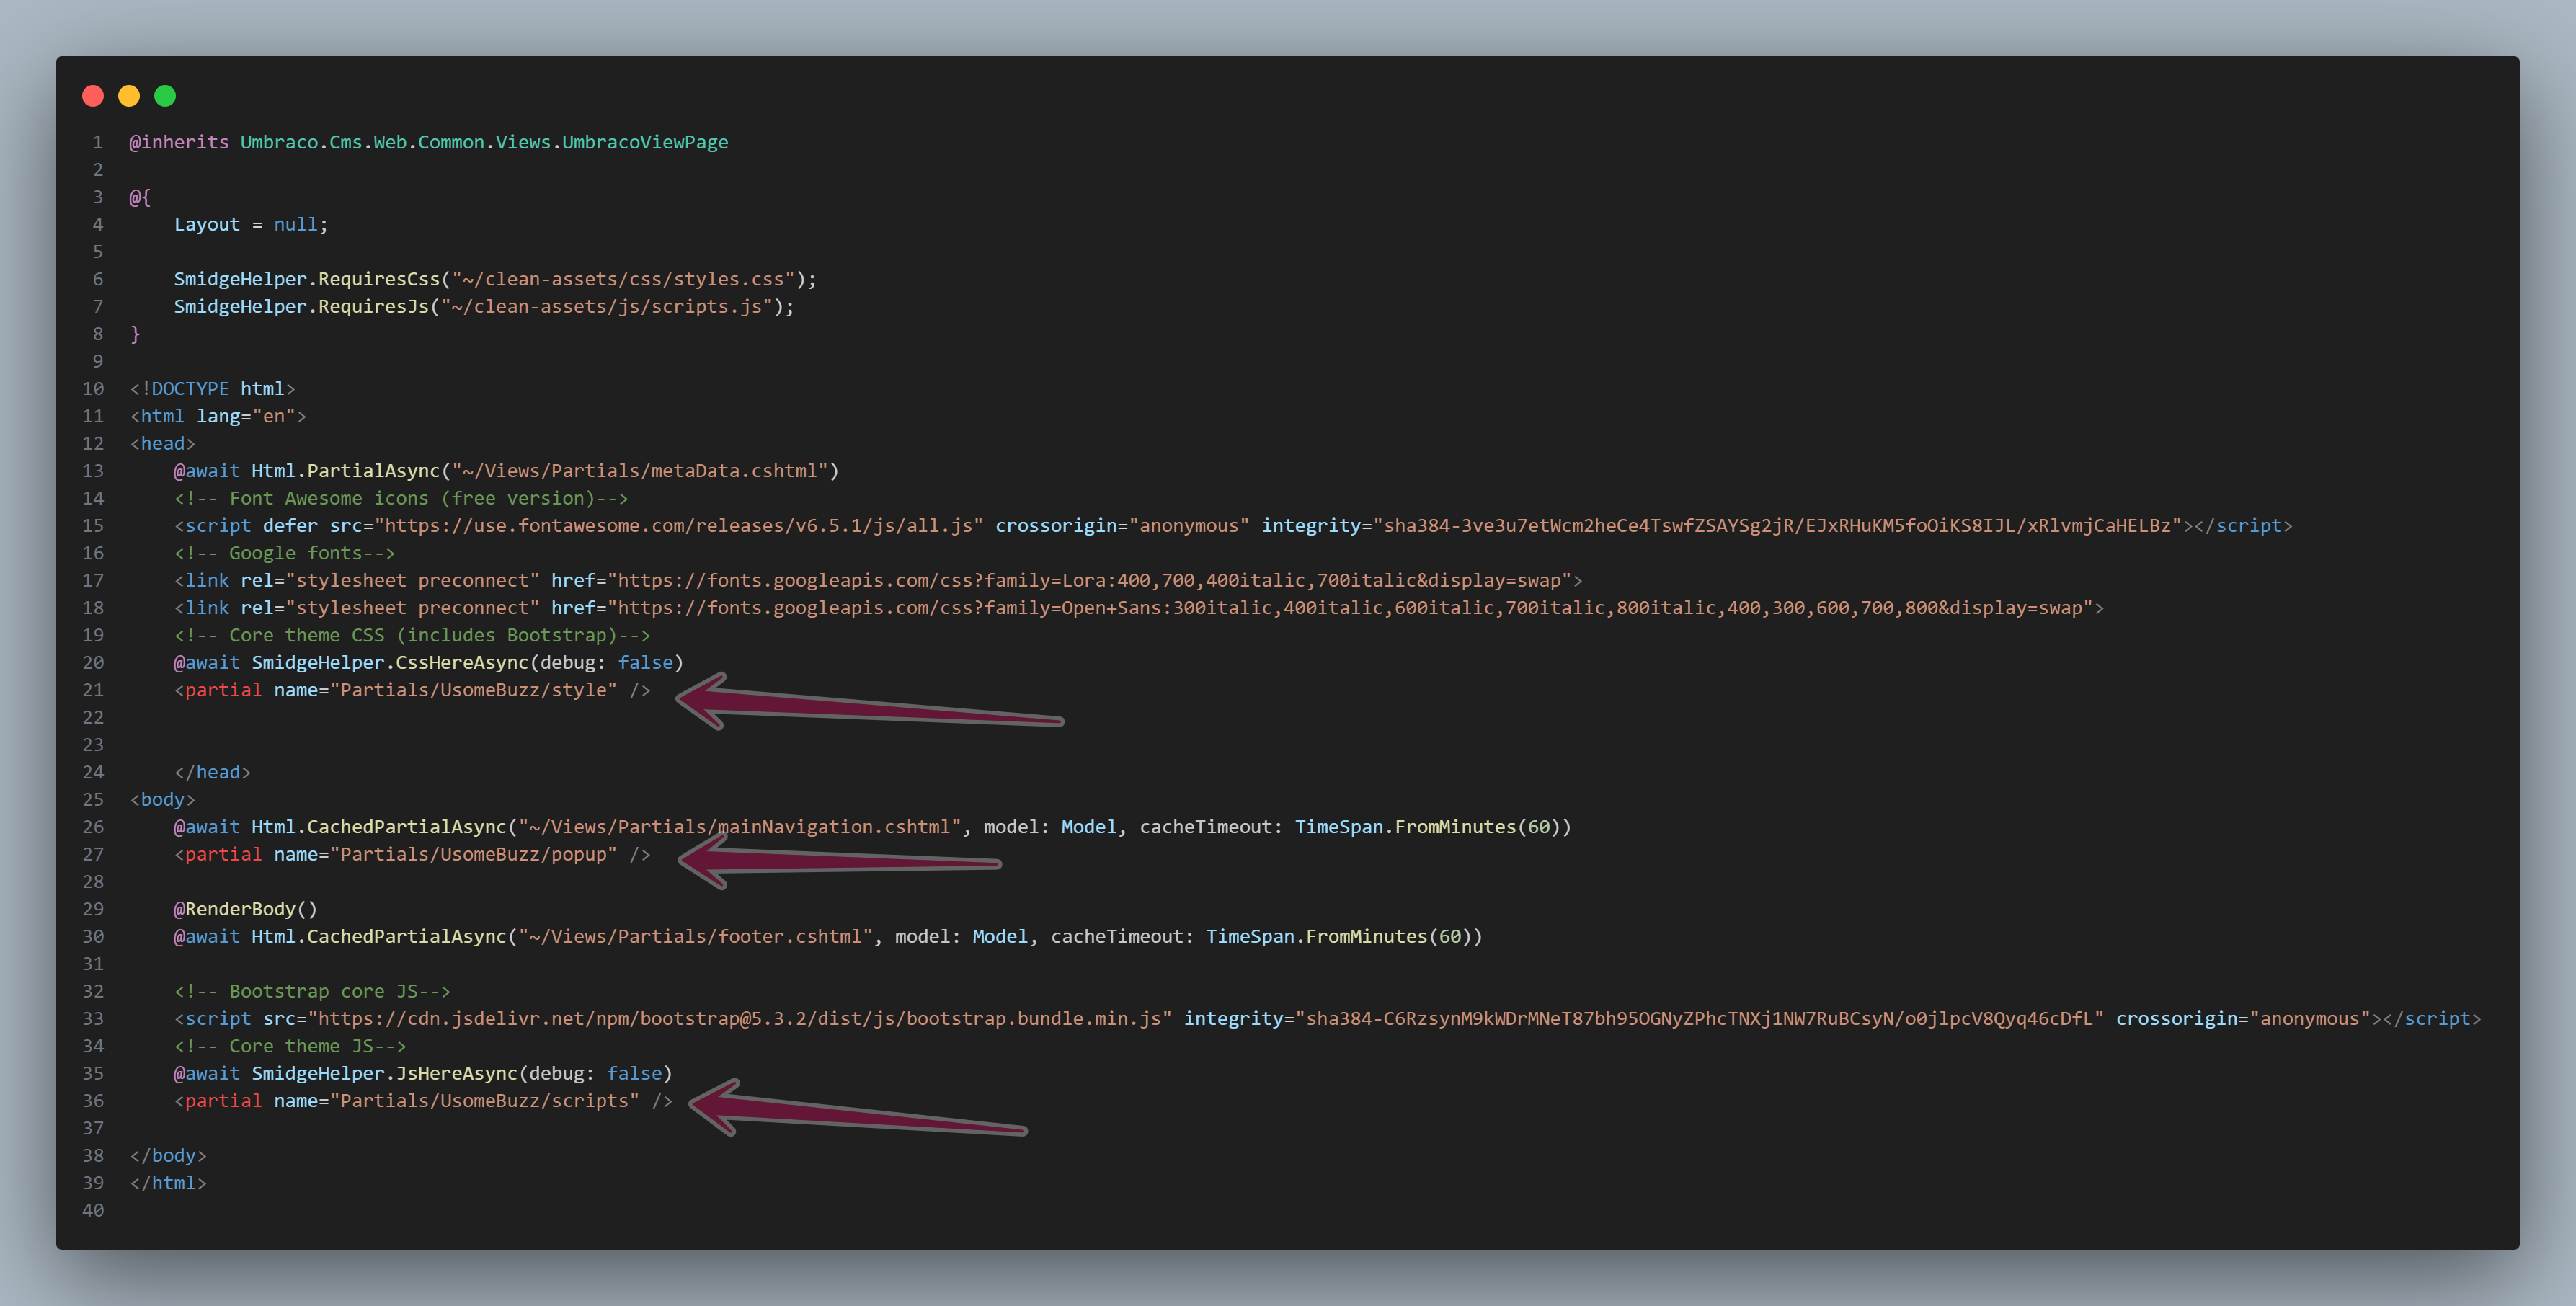 1 @inherits Umbraco.Cms.Web.Common.Views.UmbracoViewPage
2
3 @{
4     Layout = null;
5
6     SmidgeHelper.RequiresCss("~/clean-assets/css/styles.css");
7     SmidgeHelper.RequiresJs("~/clean-assets/js/scripts.js");
8 }
9
10 <!DOCTYPE html>
11 <html lang="en">
12 <head>
13     @await Html.PartialAsync("~/Views/Partials/metaData.cshtml")
14     <!-- Font Awesome icons (free version)-->
15     <script defer src="https://use.fontawesome.com/releases/v6.5.1/js/all.js" crossorigin="anonymous" integrity="sha384-3ve3u7etWcm2heCe4TswfZSAYSg2jR/EJxRHuKM5foOiKS8IJL/xRlvmjCaHELBz"></script>
16     <!-- Google fonts-->
17     <link rel="stylesheet preconnect" href="https://fonts.googleapis.com/css?family=Lora:400,700,400italic,700italic&display=swap">
18     <link rel="stylesheet preconnect" href="https://fonts.googleapis.com/css?family=Open+Sans:300italic,400italic,600italic,700italic,800italic,400,300,600,700,800&display=swap">
19     <!-- Core theme CSS (includes Bootstrap)-->
20     @await SmidgeHelper.CssHereAsync(debug: false)
21     <partial name="Partials/UsomeBuzz/style" />
22
23
24     </head>
25 <body>
26     @await Html.CachedPartialAsync("~/Views/Partials/mainNavigation.cshtml", model: Model, cacheTimeout: TimeSpan.FromMinutes(60))
27     <partial name="Partials/UsomeBuzz/popup" />
28
29     @RenderBody()
30     @await Html.CachedPartialAsync("~/Views/Partials/footer.cshtml", model: Model, cacheTimeout: TimeSpan.FromMinutes(60))
31
32     <!-- Bootstrap core JS-->
33     <script src="https://cdn.jsdelivr.net/npm/bootstrap@5.3.2/dist/js/bootstrap.bundle.min.js" integrity="sha384-C6RzsynM9kWDrMNeT87bh95OGNyZPhcTNXj1NW7RuBCsyN/o0jlpcV8Qyq46cDfL" crossorigin="anonymous"></script>
34     <!-- Core theme JS-->
35     @await SmidgeHelper.JsHereAsync(debug: false)
36     <partial name="Partials/UsomeBuzz/scripts" />
37
38 </body>
39 </html>
40